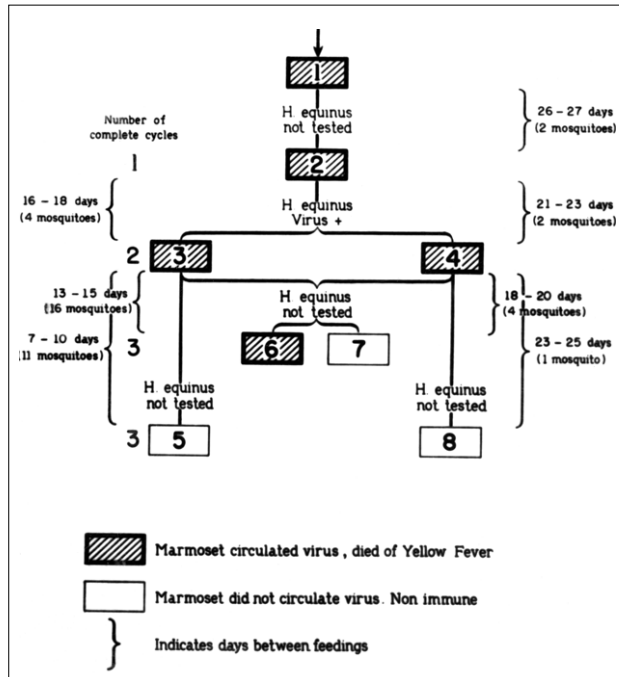 1
H. equinus
not tested
26 – 27 days
(2 mosquitoes)
Number of
complete cycles
1
2
16 – 18 days
(4 mosquitoes)
H equinus
Virus +
21 – 23 days
(2 mosquitoes)
2
3
4
13 – 15 days
(16 mosquitoes)
H equinus
not tested
18 – 20 days
(4 mosquitoes)
7 – 10 days
(11 mosquitoes)
3
6
7
23 – 25 days
(1 mosquito)
H. equinus
not tested
H. equinus
not tested
3
5
8
Marmoset circulated virus, died of Yellow Fever
Marmoset did not circulate virus. Non immune
Indicates days between feedings